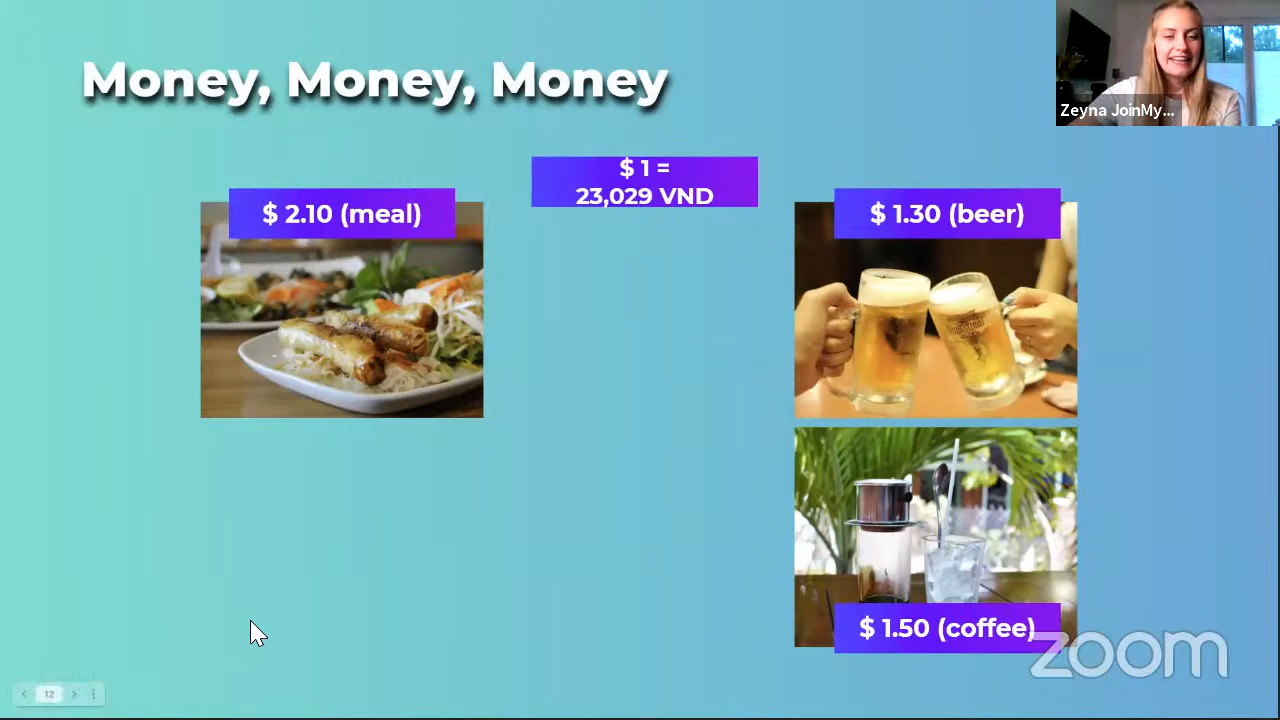 Money, Money, Money
Zeyna JoinMy...
$ 1 =
23,029 VND
$ 2.10 (meal)
$ 1.30 (beer)
$ 1.50 (coffee)
zoom
12